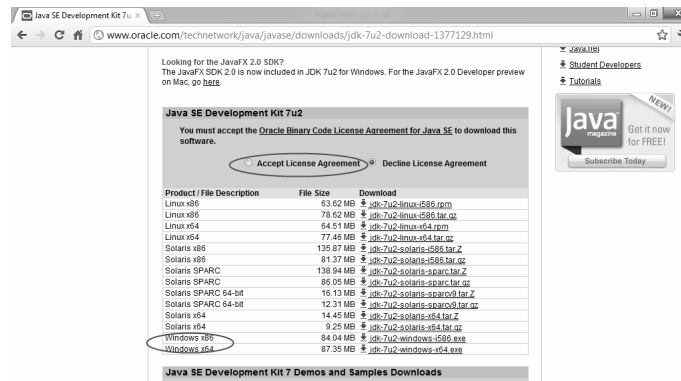 Java SE Development Kit 7u
www.oracle.com/technetwork/java/javase/downloads/jdk-7u2-download-1377129.html
Looking for the JavaFX 2.0 SDK?
The JavaFX SDK 2.0 is now included in JDK 7u2 for Windows. For the JavaFX 2.0 Developer preview
on Mac, go here.
Java SE Development Kit 7u2
You must accept the Oracle Binary Code License Agreement for Java SE to download this
software.
Accept License Agreement Decline License Agreement
Product / File Description File Size Download
Linux x86 63.62 MB jdk-7u2-linux-i586.rpm
Linux x86 78.62 MB jdk-7u2-linux-i586.tar.gz
Linux x64 64.51 MB jdk-7u2-linux-x64.rpm
Linux x64 77.46 MB jdk-7u2-linux-x64.tar.gz
Solaris x86 135.87 MB jdk-7u2-solaris-i586.tar.Z
Solaris x86 81.37 MB jdk-7u2-solaris-i586.tar.gz
Solaris SPARC 138.94 MB jdk-7u2-solaris-sparc.tar.Z
Solaris SPARC 86.05 MB jdk-7u2-solaris-sparc.tar.gz
Solaris SPARC 64-bit 16.13 MB jdk-7u2-solaris-sparcv9.tar.Z
Solaris SPARC 64-bit 12.31 MB jdk-7u2-solaris-sparcv9.tar.gz
Solaris x64 14.45 MB jdk-7u2-solaris-x64.tar.Z
Solaris x64 9.25 MB jdk-7u2-solaris-x64.tar.gz
Windows x86 84.04 MB jdk-7u2-windows-i586.exe
Windows x64 87.35 MB jdk-7u2-windows-x64.exe
Java SE Development Kit 7 Demos and Samples Downloads
Java.net
Student Developers
Tutorials
NEW!
Java
magazine
Get it now
for FREE!
Subscribe Today